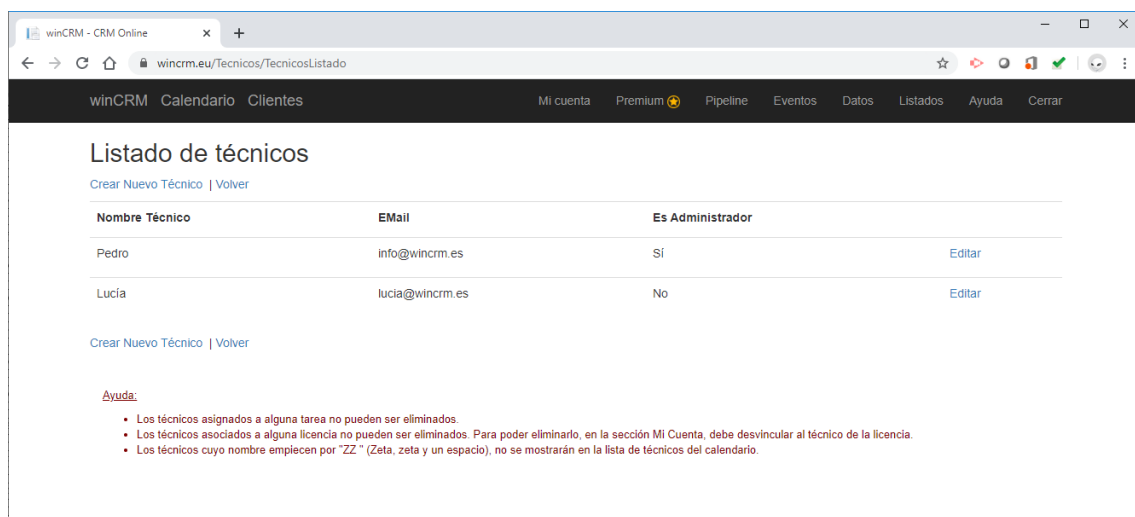 winCRM - CRM Online
wincrm.eu/Tecnicos/TecnicosListado
winCRM Calendario Clientes Mi cuenta Premium Pipeline Eventos Datos Listados Ayuda Cerrar
Listado de técnicos
Crear Nuevo Técnico | Volver
Nombre Técnico EMail Es Administrador
Pedro info@wincrm.es Sí Editar
Lucía lucia@wincrm.es No Editar
Crear Nuevo Técnico | Volver
Ayuda:
• Los técnicos asignados a alguna tarea no pueden ser eliminados.
• Los técnicos asociados a alguna licencia no pueden ser eliminados. Para poder eliminarlo, en la sección Mi Cuenta, debe desvincular al técnico de la licencia.
• Los técnicos cuyo nombre empiecen por "ZZ " (Zeta, zeta y un espacio), no se mostrarán en la lista de técnicos del calendario.